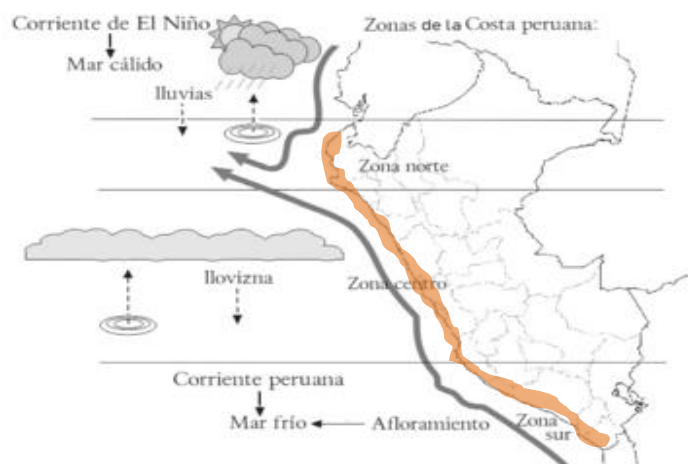 Corriente de El Niño
Zonas de la Costa peruana:
Mar cálido
lluvias
Zona norte
llovizna
Zona centro
Corriente peruana
Mar frío
Afloramiento
Zona
sur